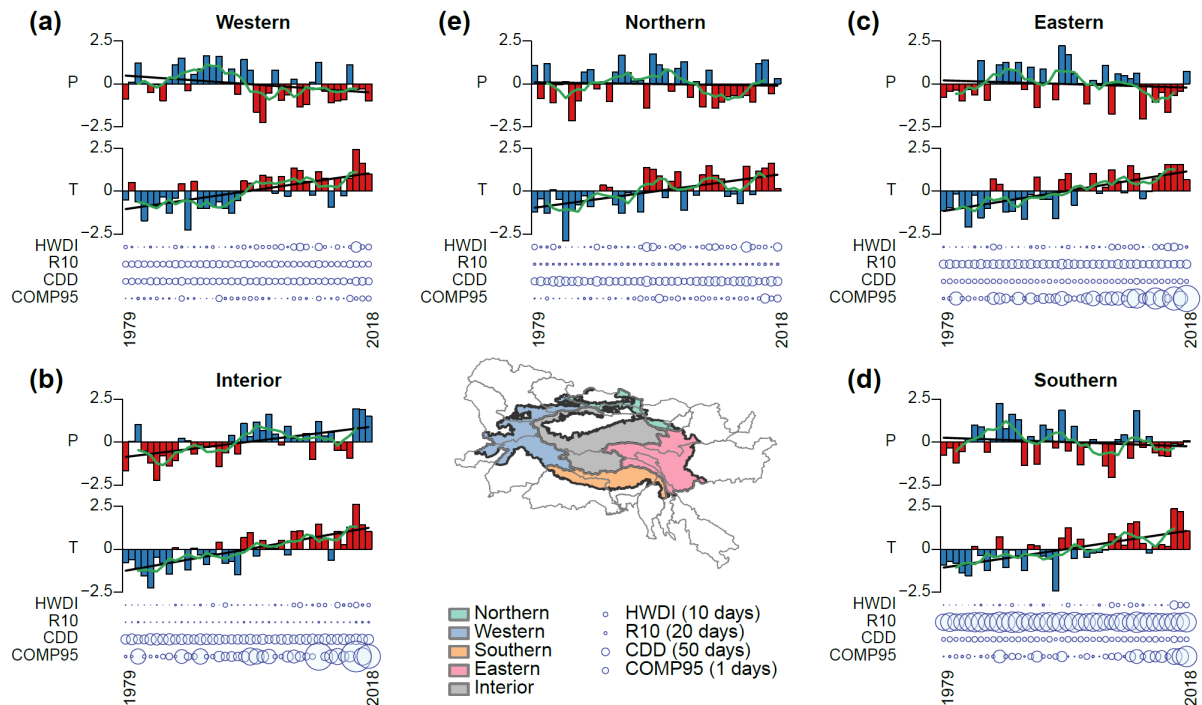 (a) Western
2.5
P 0
−2.5
2.5
T 0
−2.5
HWDI
R10
CDD
COMP95
1979 2018
(e) Northern
2.5
P 0
−2.5
2.5
T 0
−2.5
HWDI
R10
CDD
COMP95
1979 2018
(c) Eastern
2.5
P 0
−2.5
2.5
T 0
−2.5
HWDI
R10
CDD
COMP95
1979 2018
(b) Interior
2.5
P 0
−2.5
2.5
T 0
−2.5
HWDI
R10
CDD
COMP95
1979 2018
Northern
Western
Southern
Eastern
Interior
HWDI (10 days)
R10 (20 days)
CDD (50 days)
COMP95 (1 days)
(d) Southern
2.5
P 0
−2.5
2.5
T 0
−2.5
HWDI
R10
CDD
COMP95
1979 2018